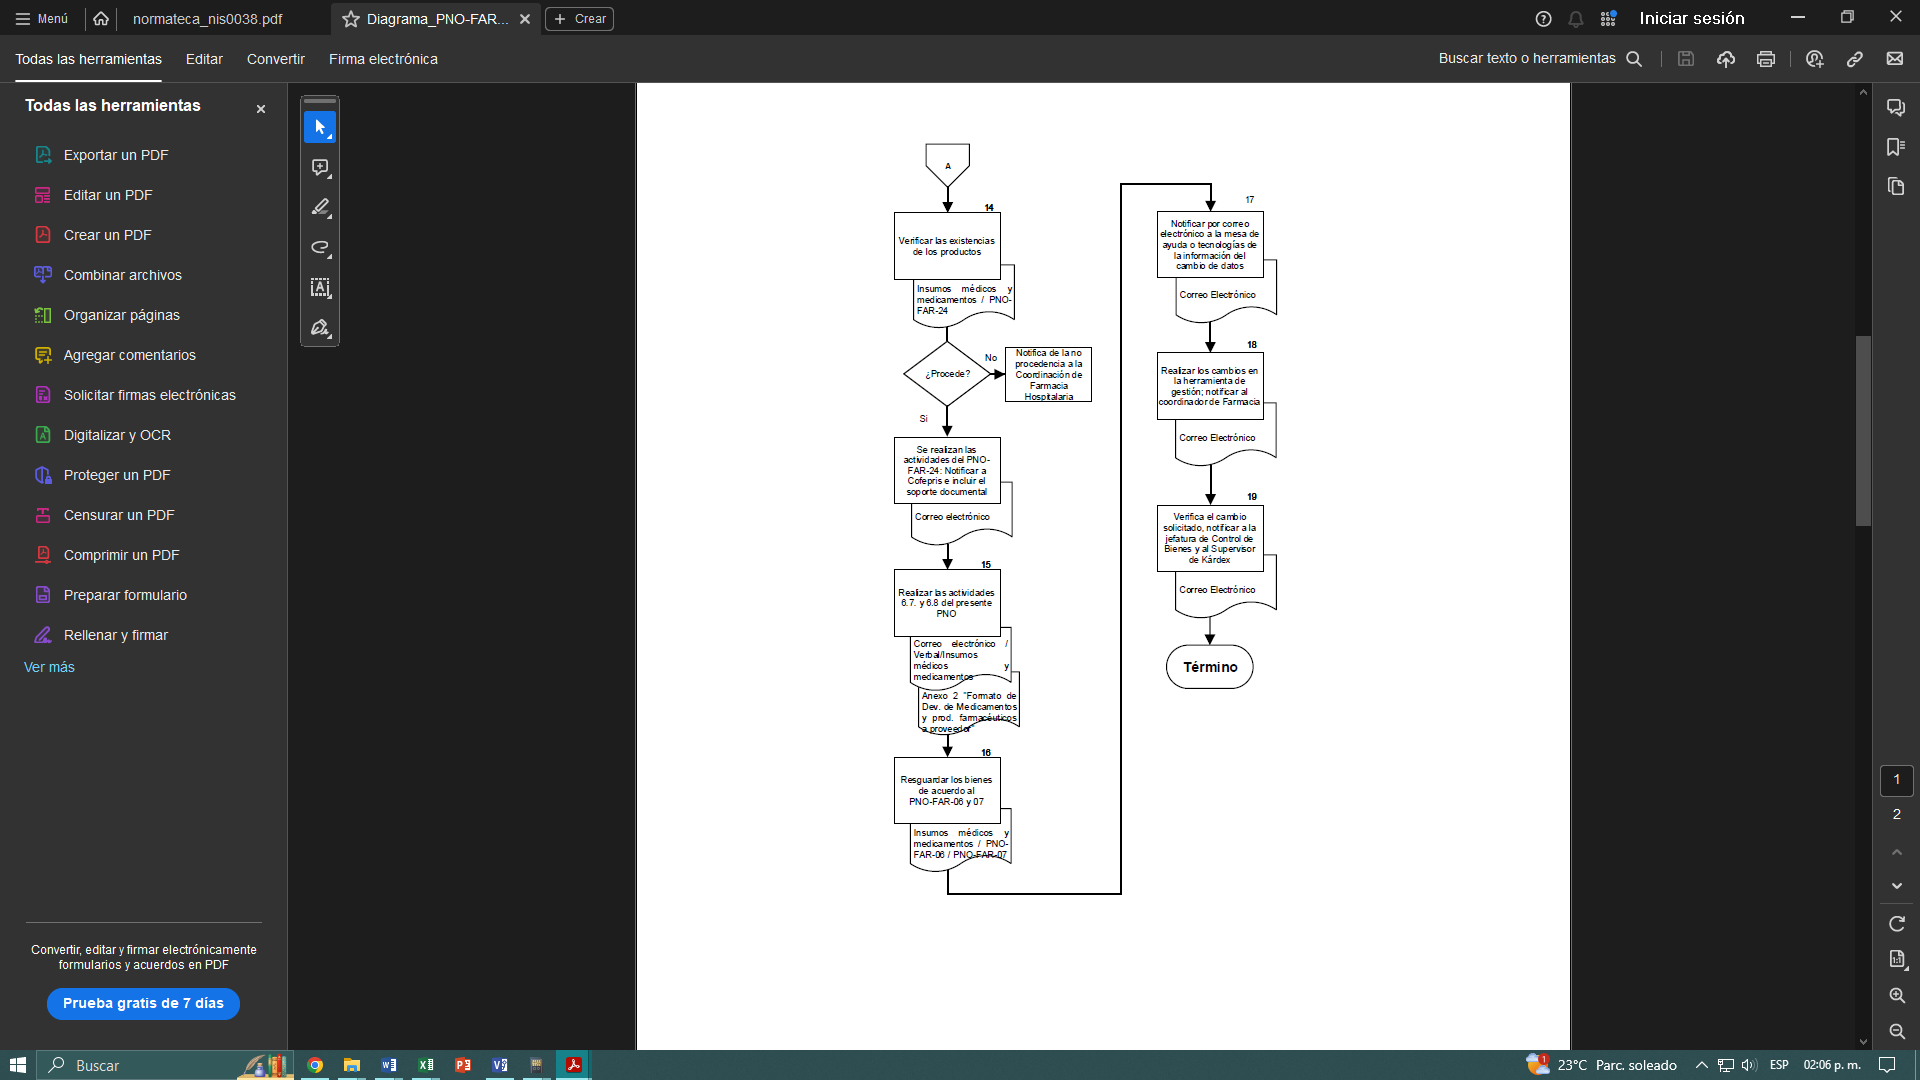 Menú
normateca_nis0038.pdf
Diagrama_PNO-FAR...
Crear
Iniciar sesión
Todas las herramientas
Editar
Convertir
Firma electrónica
Buscar texto o herramientas
Todas las herramientas
Exportar un PDF
Editar un PDF
Crear un PDF
Combinar archivos
Organizar páginas
Agregar comentarios
Solicitar firmas electrónicas
Digitalizar y OCR
Proteger un PDF
Censurar un PDF
Comprimir un PDF
Preparar formulario
Rellenar y firmar
Ver más
Convertir, editar y firmar electrónicamente
formularios y acuerdos en PDF
Prueba gratis de 7 días
A
14
Verificar las existencias
de los productos
Insumos médicos y
medicamentos / PNO-
FAR-24
¿Procede?
No
Notifica de la no
procedencia a la
Coordinación de
Farmacia
Hospitalaria
Si
Se realizan las
actividades del PNO-
FAR-24: Notificar a
Cofepris e incluir el
soporte documental
Correo electrónico
15
Realizar las actividades
6.7. y 6.8 del presente
PNO
Correo electrónico /
Verbal/Insumos
médicos y
medicamentos
Anexo 2 "Formato de
Dev. de Medicamentos
y prod. farmacéuticos
a proveedor"
16
Resguardar los bienes
de acuerdo al
PNO-FAR-06 y 07
Insumos médicos y
medicamentos / PNO-
FAR-06 / PNO-FAR-07
17
Notificar por correo
electrónico a la mesa de
ayuda o tecnologías de
la información del
cambio de datos
Correo Electrónico
18
Realizar los cambios en
la herramienta de
gestión; notificar al
coordinador de Farmacia
Correo Electrónico
19
Verifica el cambio
solicitado, notificar a la
jefatura de Control de
Bienes y al Supervisor
de Kárdex
Correo Electrónico
Término
1
2
Buscar
1
23°C Parc. soleado
ESP
02:06 p. m.